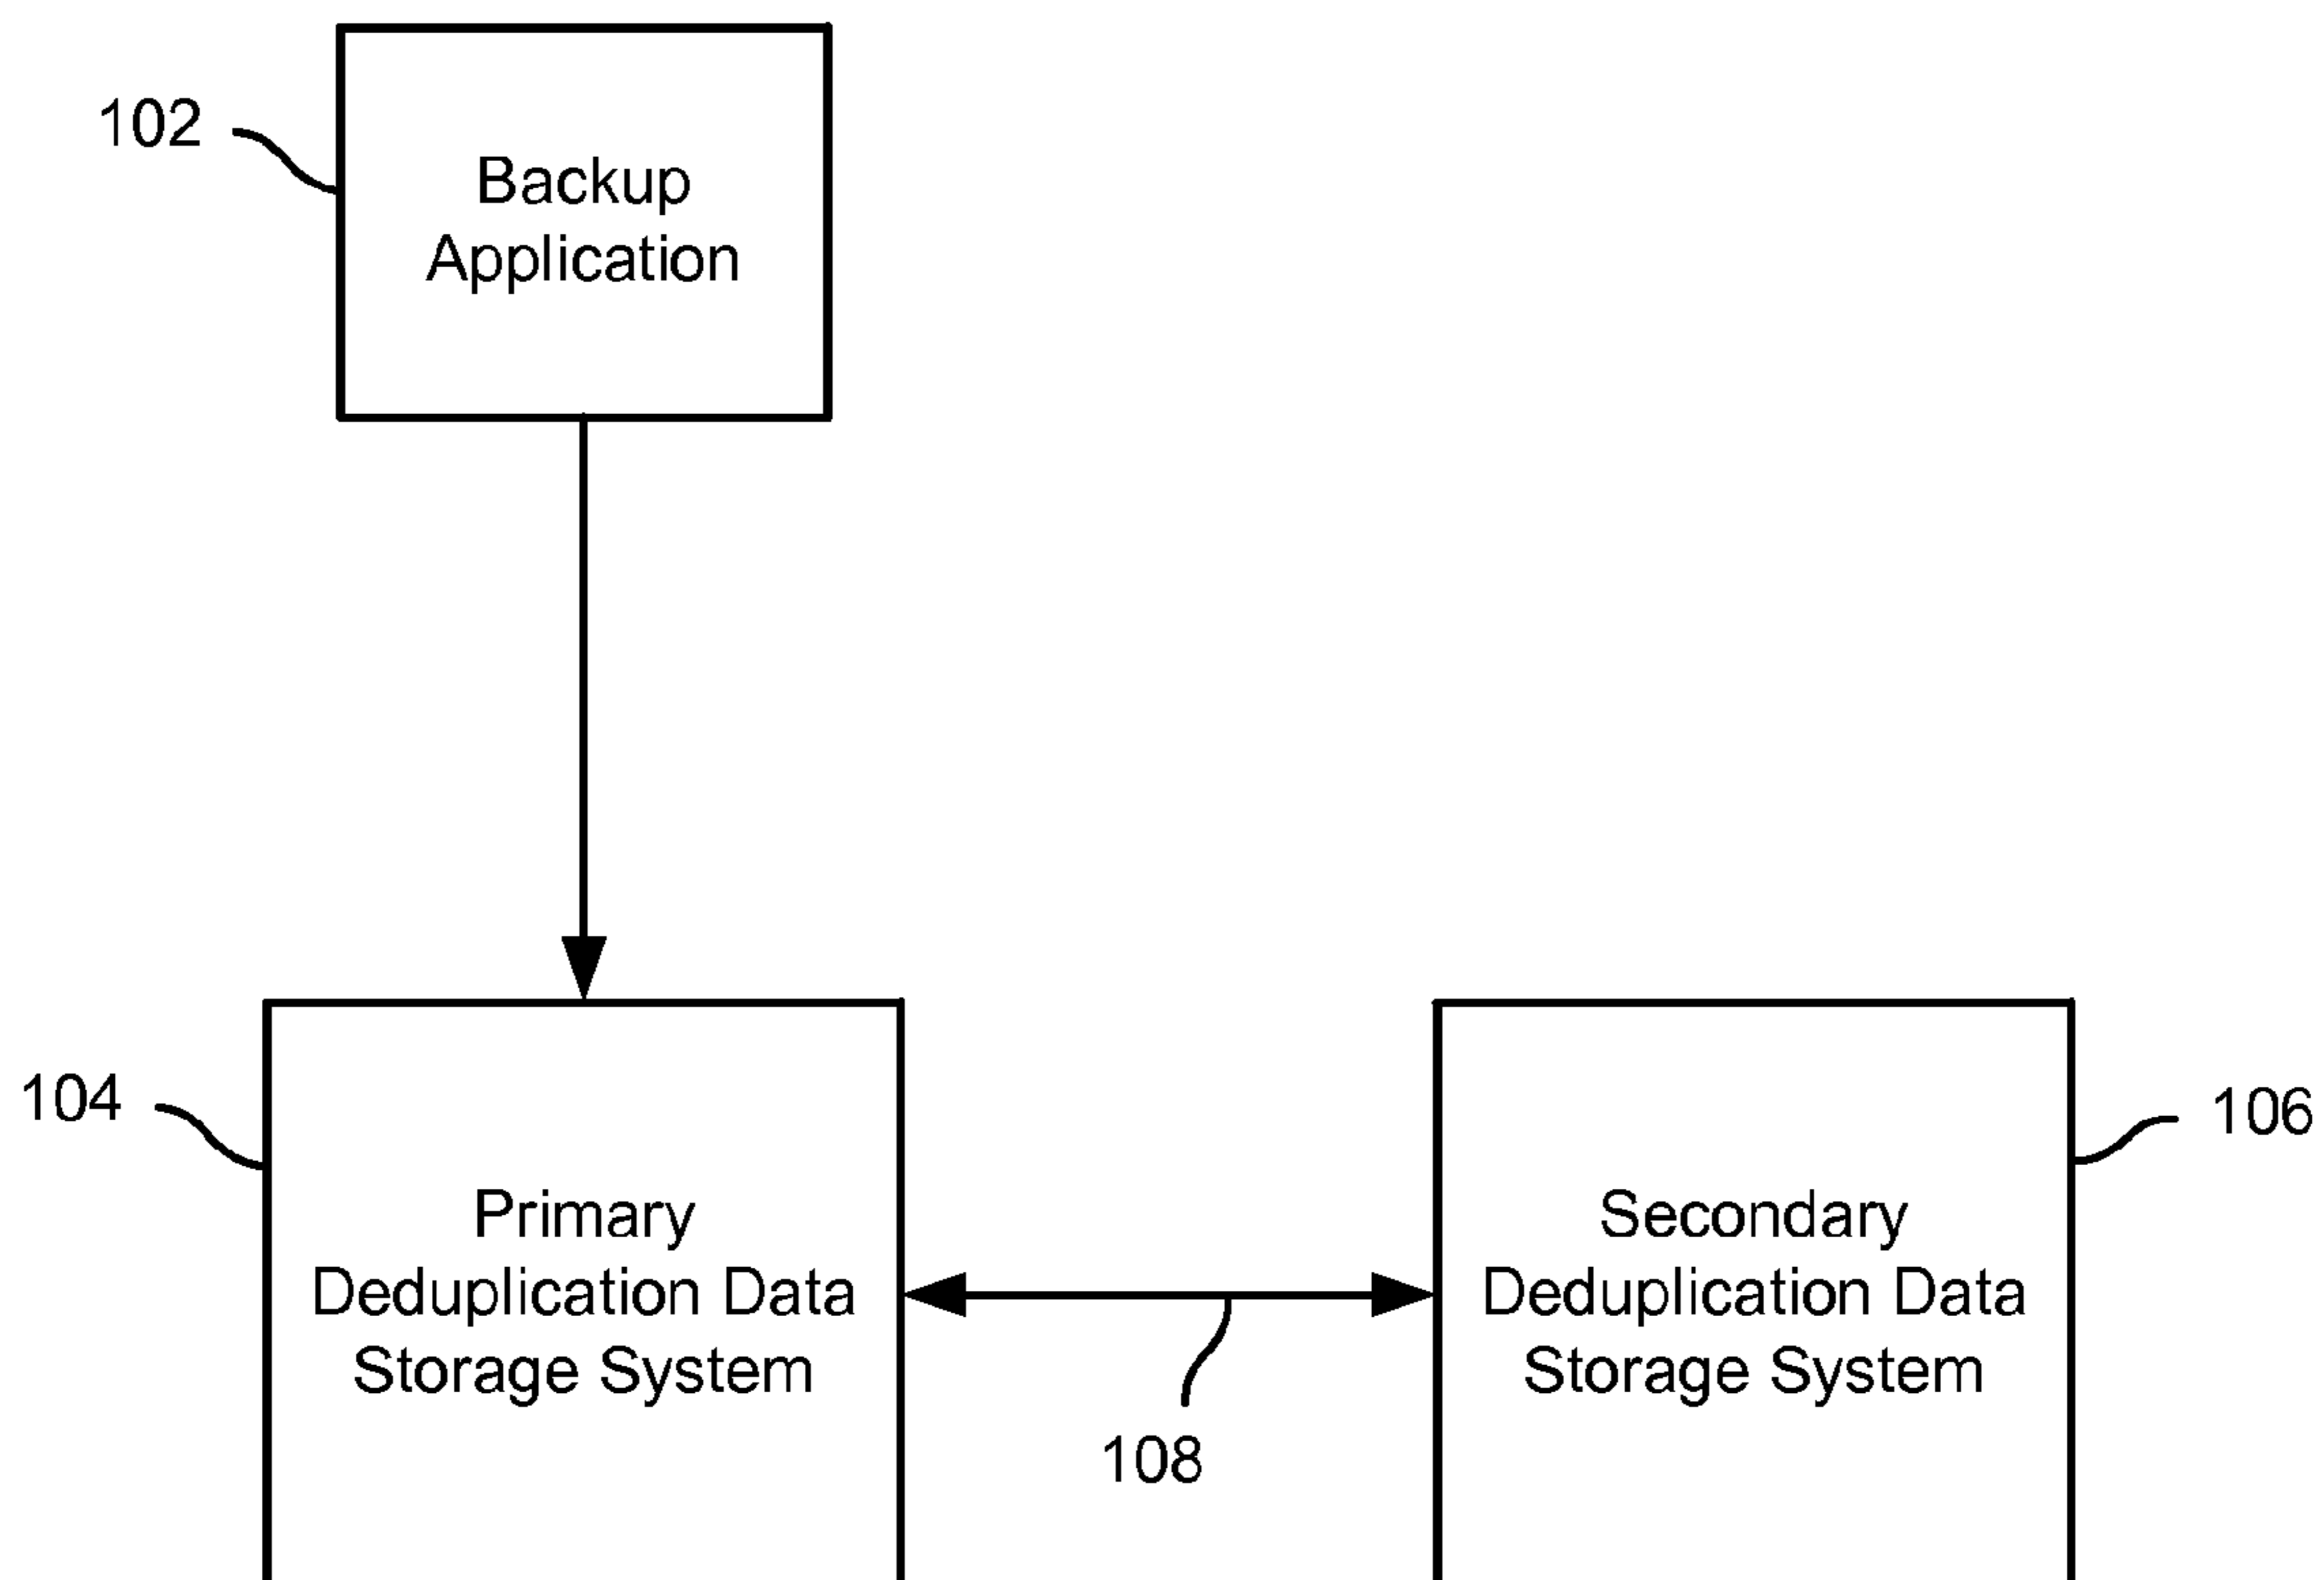 102
Backup
Application
104
Primary
Deduplication Data
Storage System
108
Secondary
Deduplication Data
Storage System
106